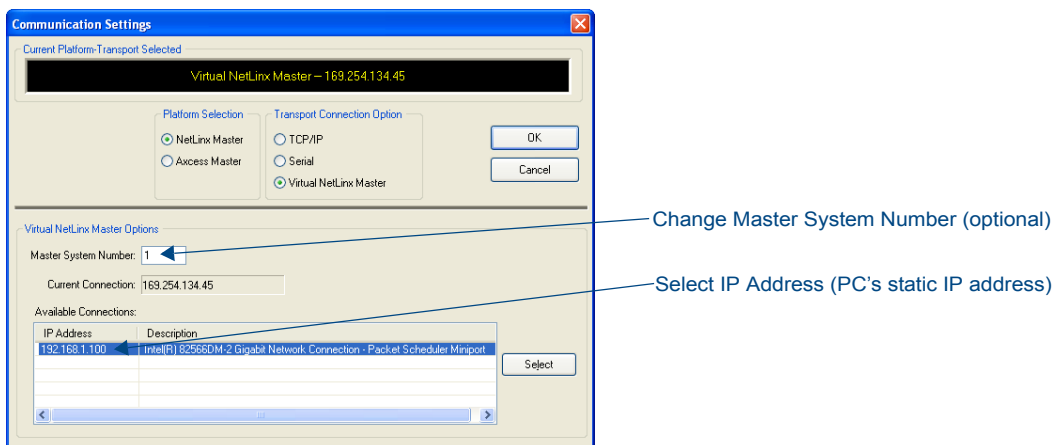 Communication Settings
Current Platform-Transport Selected
Virtual NetLinx Master – 169.254.134.45
Platform Selection
NetLinx Master
Axcess Master
Transport Connection Option
TCP/IP
Serial
Virtual NetLinx Master
OK
Cancel
Virtual NetLinx Master Options
Master System Number: 1
Current Connection: 169.254.134.45
Available Connections:
IP Address Description
192.168.1.100 Intel(R) 82566DM-2 Gigabit Network Connection - Packet Scheduler Miniport
Select
Change Master System Number (optional)
Select IP Address (PC's static IP address)